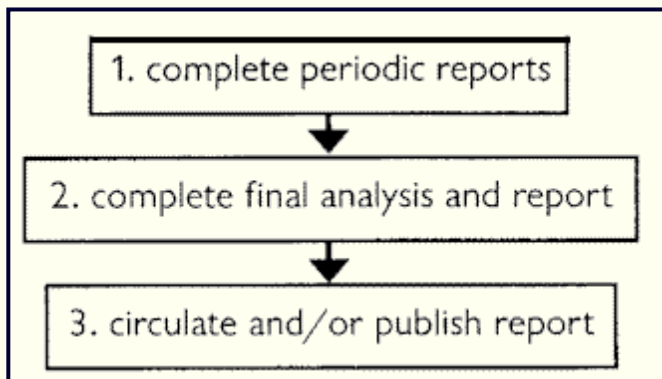 1. complete periodic reports
2. complete final analysis and report
3. circulate and/or publish report